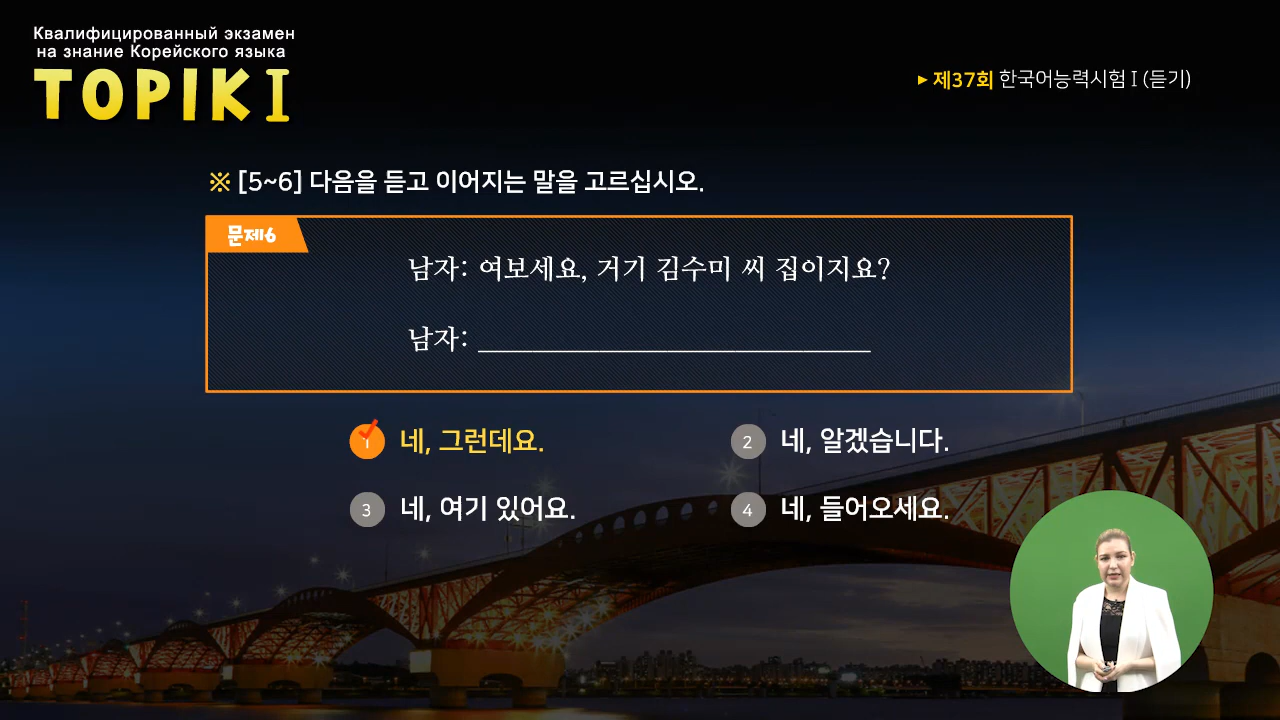 Квалифицированный экзамен
на знание Корейского языка
TOPIK I
▸ 제37회 한국어능력시험 I (듣기)
※ [5~6] 다음을 듣고 이어지는 말을 고르십시오.
문제6
남자: 여보세요, 거기 김수미 씨 집이지요?
남자: ____________________________
1 네, 그런데요.
2 네, 알겠습니다.
3 네, 여기 있어요.
4 네, 들어오세요.